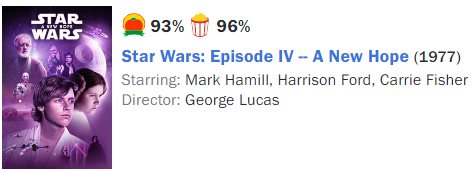 STAR
A NEW HOPE
WARS
93% 96%
Star Wars: Episode IV -- A New Hope (1977)
Starring: Mark Hamill, Harrison Ford, Carrie Fisher
Director: George Lucas